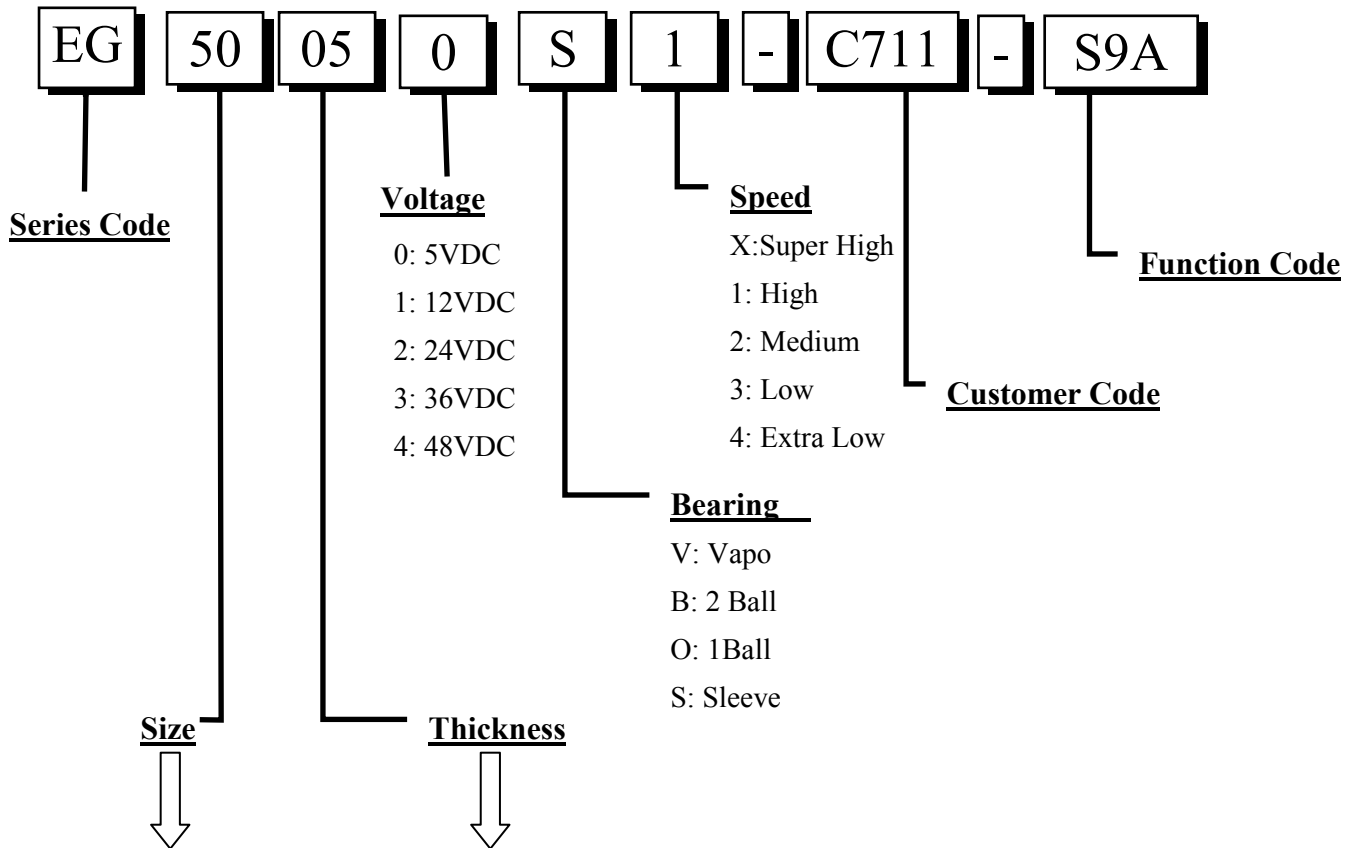 EG 50 05 0 S 1 - C711 - S9A
Series Code
Voltage
0: 5VDC
1: 12VDC
2: 24VDC
3: 36VDC
4: 48VDC
Speed
X:Super High
1: High
2: Medium
3: Low
4: Extra Low
Function Code
Customer Code
Bearing
V: Vapo
B: 2 Ball
O: 1Ball
S: Sleeve
Size
Thickness